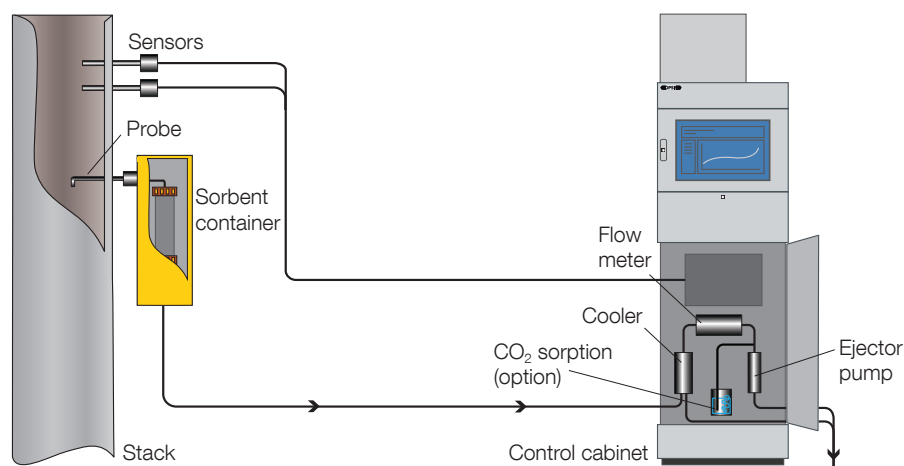 Sensors
Probe
Sorbent
container
Flow
meter
Cooler
CO₂ sorption
(option)
Ejector
pump
Stack
Control cabinet